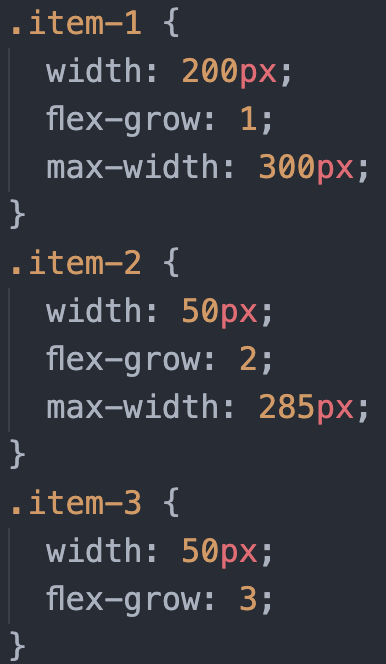 .item-1 {
  width: 200px;
  flex-grow: 1;
  max-width: 300px;
}
.item-2 {
  width: 50px;
  flex-grow: 2;
  max-width: 285px;
}
.item-3 {
  width: 50px;
  flex-grow: 3;
}